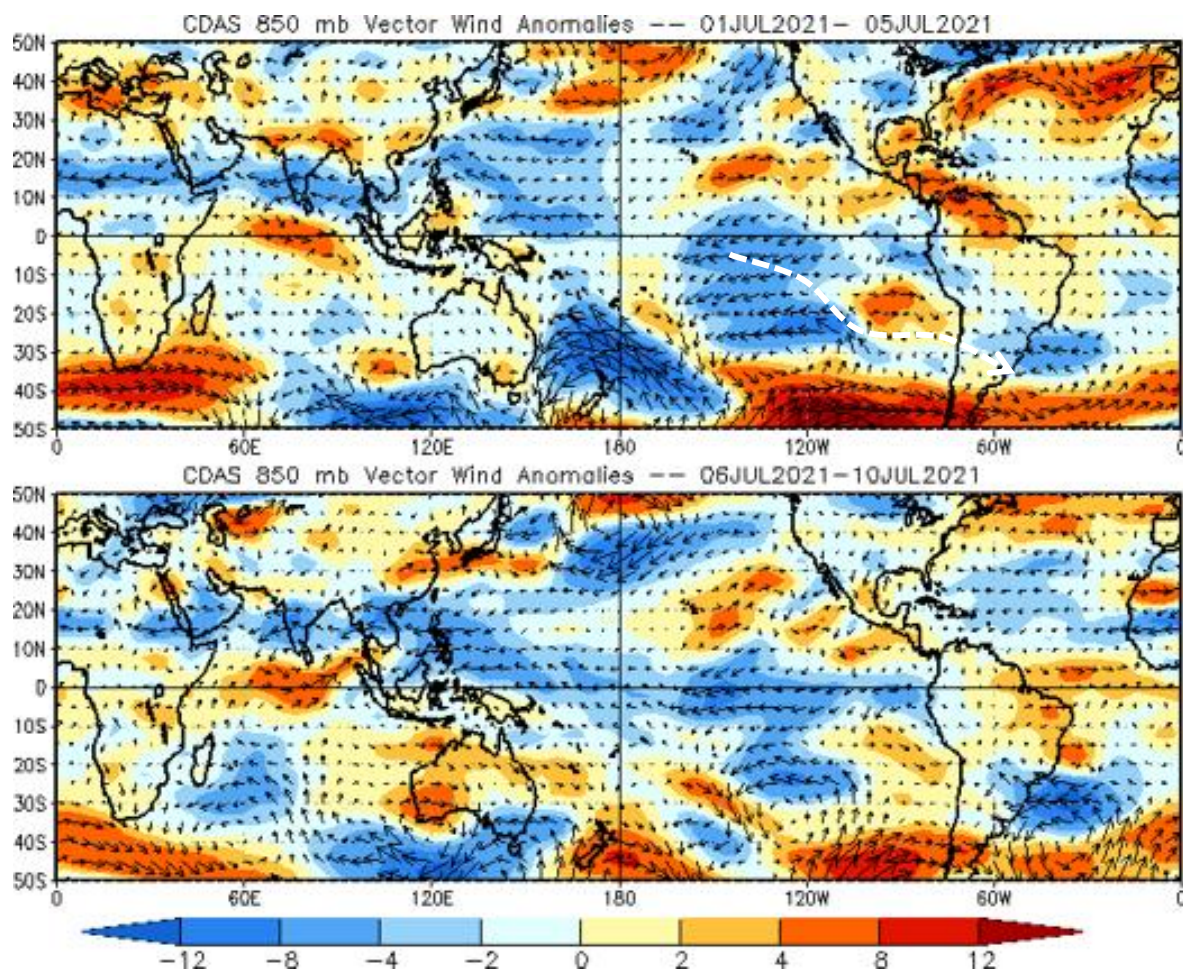 CDAS 850 mb Vector Wind Anomalies -- 01JUL2021- 05JUL2021
50N
40N
30N
20N
10N
0
10S
20S
30S
40S
50S
0 60E 120E 180 120W 60W 0
CDAS 850 mb Vector Wind Anomalies -- 06JUL2021-10JUL2021
50N
40N
30N
20N
10N
0
10S
20S
30S
40S
50S
0 60E 120E 180 120W 60W 0
-12 -8 -4 -2 0 2 4 8 12